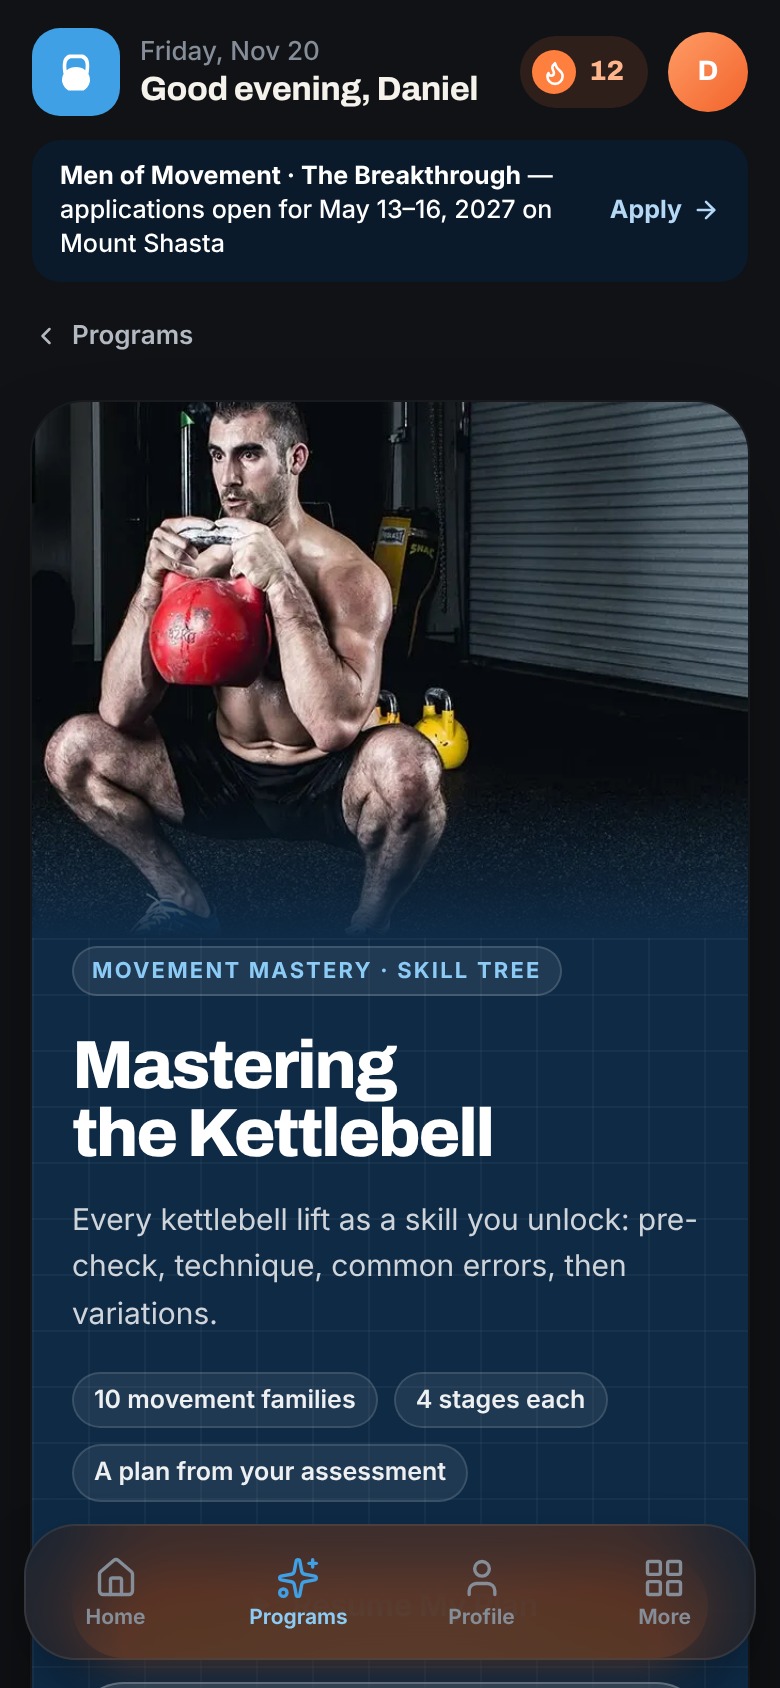 Friday, Nov 20
Good evening, Daniel
12
D
Men of Movement · The Breakthrough —
applications open for May 13–16, 2027 on
Mount Shasta
Apply →
Programs
MOVEMENT MASTERY · SKILL TREE
Mastering
the Kettlebell
Every kettlebell lift as a skill you unlock: pre-
check, technique, common errors, then
variations.
10 movement families
4 stages each
A plan from your assessment
Home
Programs
Profile
More